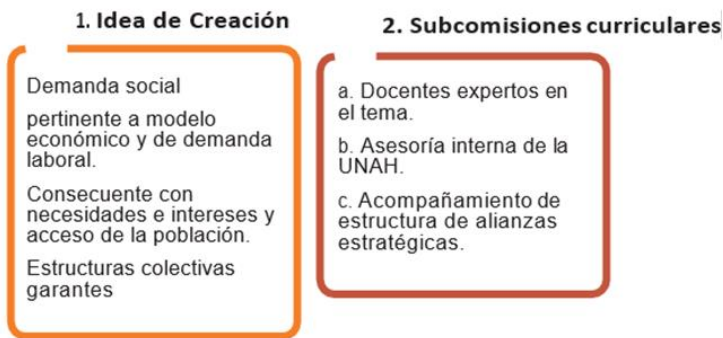 1. Idea de Creación
Demanda social
pertinente a modelo
económico y de demanda
laboral.
Consecuente con
necesidades e intereses y
acceso de la población.
Estructuras colectivas
garantes
2. Subcomisiones curriculares
a. Docentes expertos en
el tema.
b. Asesoría interna de la
UNAH.
c. Acompañamiento de
estructura de alianzas
estratégicas.